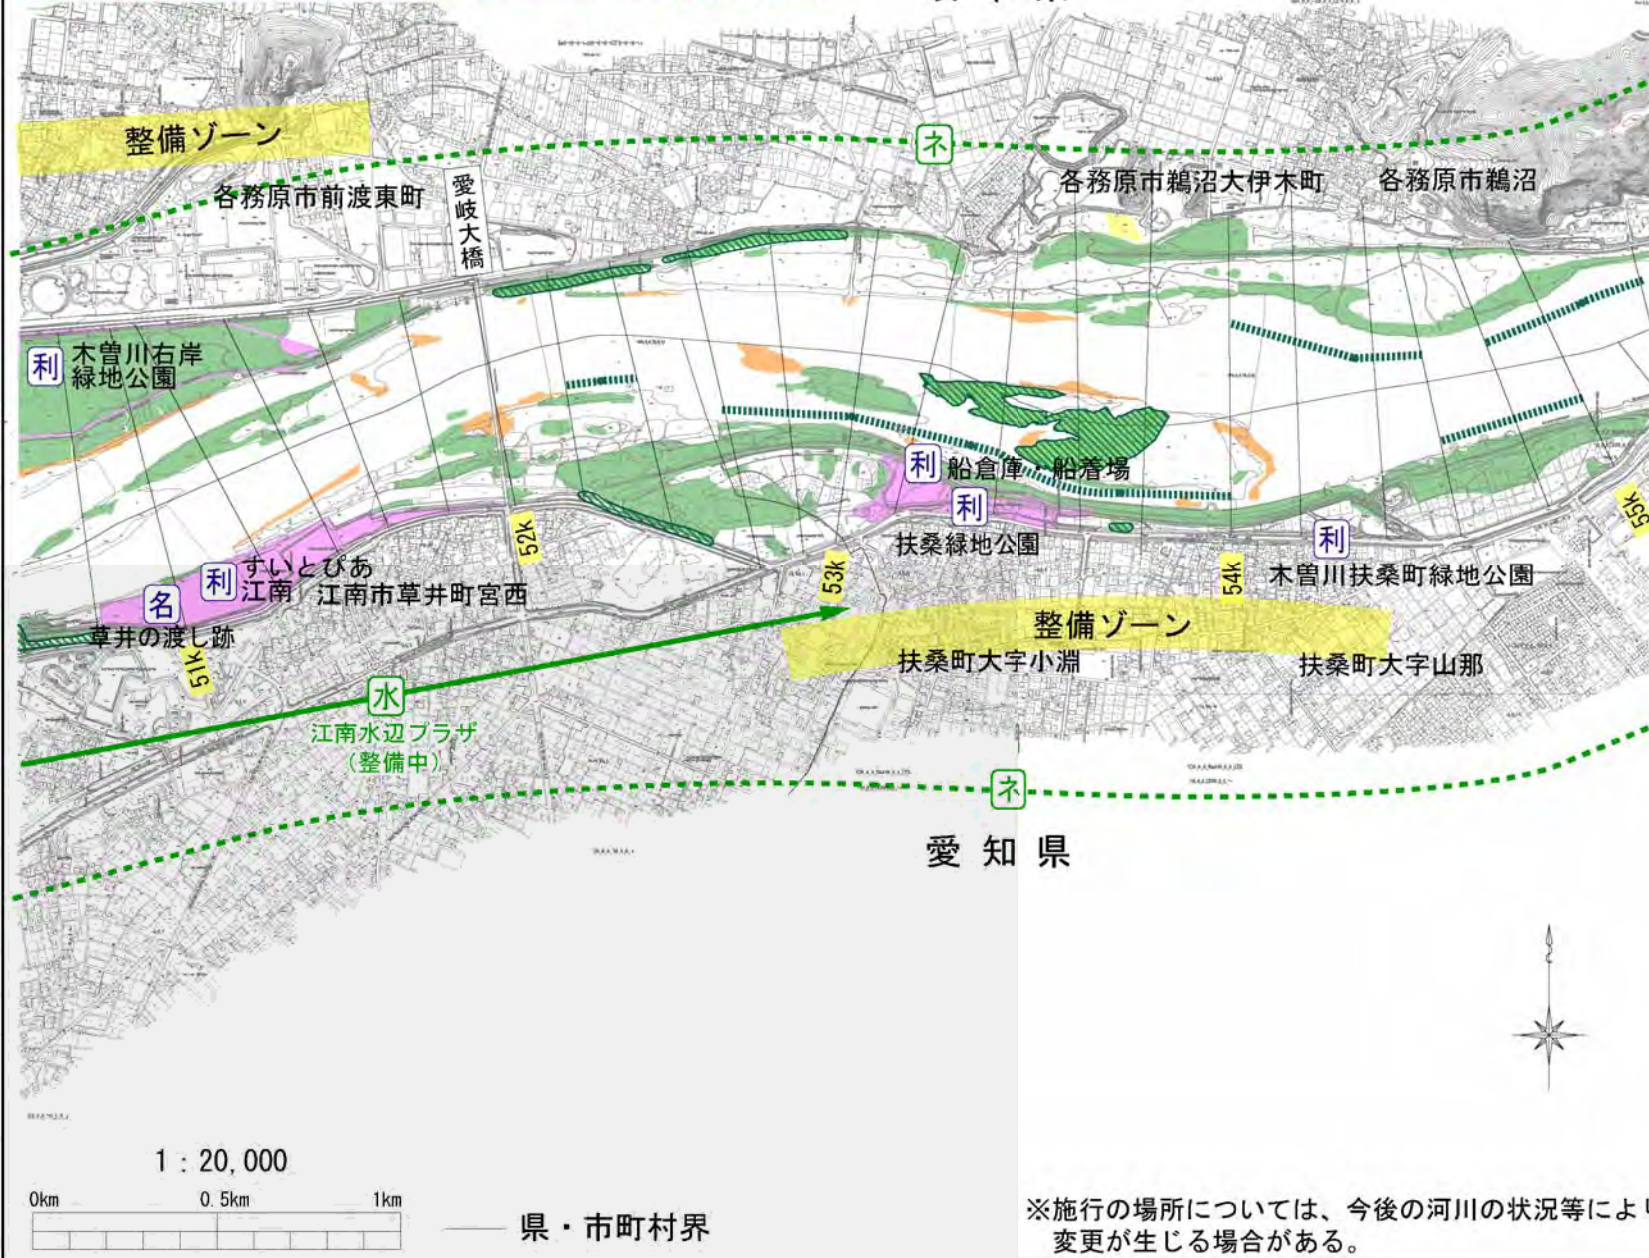 整備ゾーン
ネ
各務原市前渡東町
愛岐大橋
各務原市鵜沼大伊木町
各務原市鵜沼
利
木曽川右岸
緑地公園
利
船倉庫・船着場
利
扶桑緑地公園
利
木曽川扶桑町緑地公園
52k
53k
54k
55k
利
すいとぴあ
江南
江南市草井町宮西
名
草井の渡し跡
51k
整備ゾーン
扶桑町大字小淵
扶桑町大字山那
水
江南水辺プラザ
(整備中)
ネ
愛知県
1:20,000
0km 0.5km 1km
県・市町村界
※施行の場所については、今後の河川の状況等により
変更が生じる場合がある。